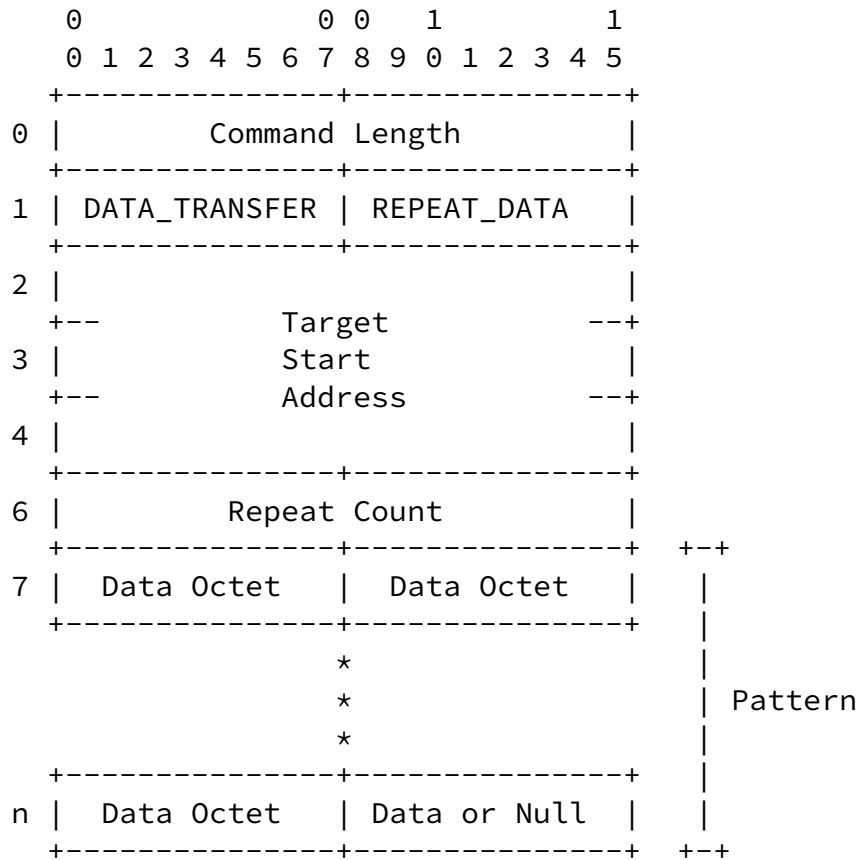 0 0 0 1 1
0 1 2 3 4 5 6 7 8 9 0 1 2 3 4 5
+---------------+---------------+
0 | Command Length |
+---------------+---------------+
1 | DATA_TRANSFER | REPEAT_DATA |
+---------------+---------------+
2 | |
+-- Target --+
3 | Start |
+-- Address --+
4 | |
+---------------+---------------+
6 | Repeat Count |
+---------------+---------------+ +-+
7 | Data Octet | Data Octet | |
+---------------+---------------+ |
* |
* | Pattern
* |
+---------------+---------------+ |
n | Data Octet | Data or Null | |
+---------------+---------------+ +-+